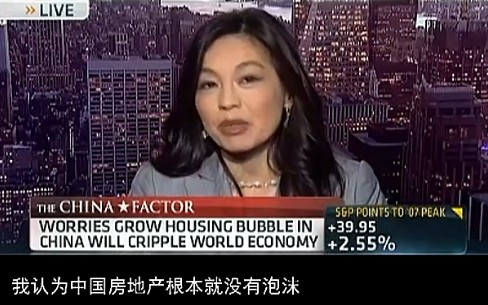 >> LIVE
THE CHINA★FACTOR
WORRIES GROW HOUSING BUBBLE IN
CHINA WILL CRIPPLE WORLD ECONOMY
S&P POINTS TO '07 PEAK
+39.95
+2.55%
我认为中国房地产根本就没有泡沫